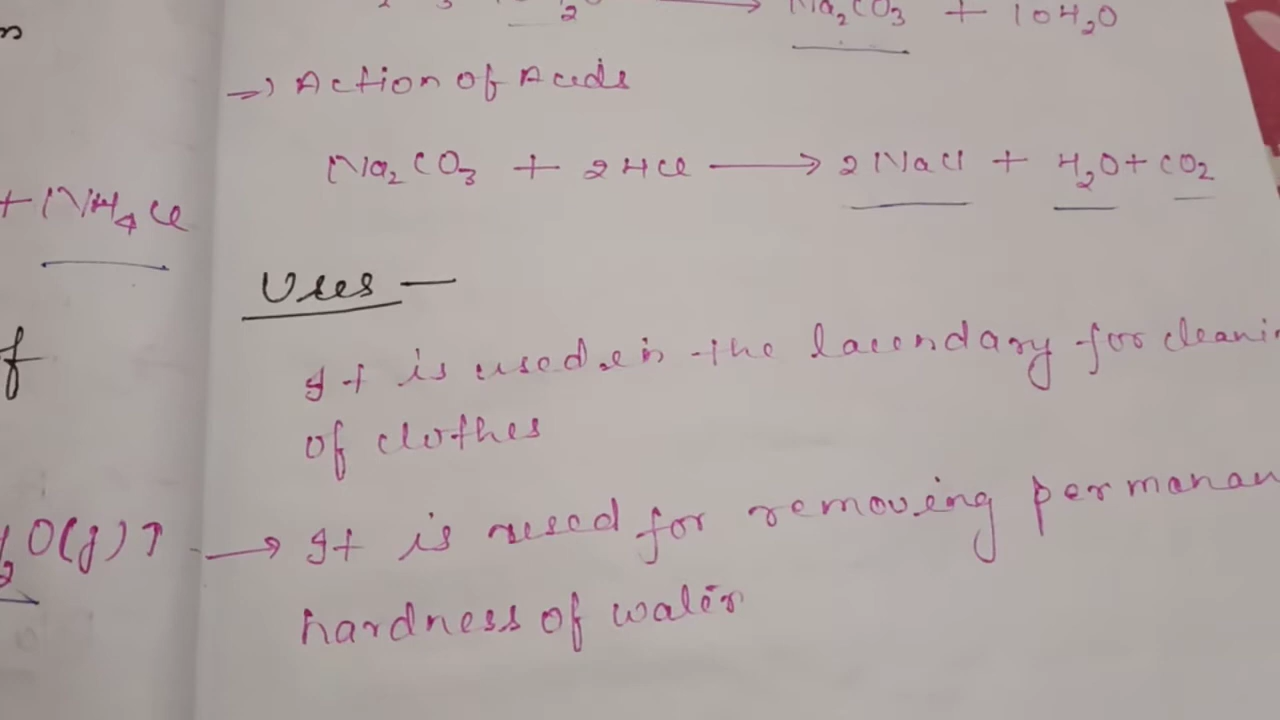 Na₂CO₃ + 10H₂O
→ Action of Acids
Na₂CO₃ + 2HCl ⟶ 2NaCl + H₂O + CO₂
+ NH₄Cl
Uses —
It is used in the laundary for cleani
of clothes
₂O(g)↑
→ It is used for removing permanan
hardness of water